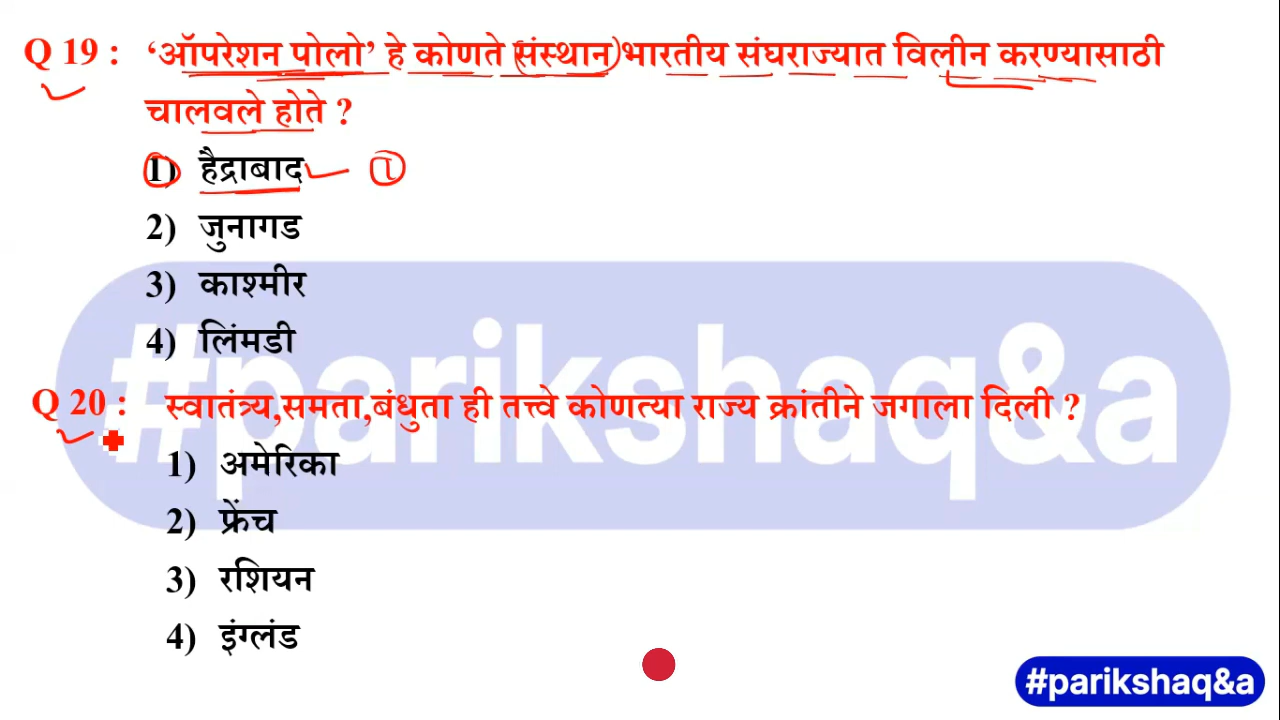 Q 19 : ‘ऑपरेशन पोलो’ हे कोणते संस्थान भारतीय संघराज्यात विलीन करण्यासाठी
चालवले होते ?
1) हैद्राबाद 1
2) जुनागड
3) काश्मीर
4) लिंमडी
#parikshaq&a
Q 20 : स्वातंत्र्य,समता,बंधुता ही तत्त्वे कोणत्या राज्य क्रांतीने जगाला दिली ?
1) अमेरिका
2) फ्रेंच
3) रशियन
4) इंग्लंड
#parikshaq&a